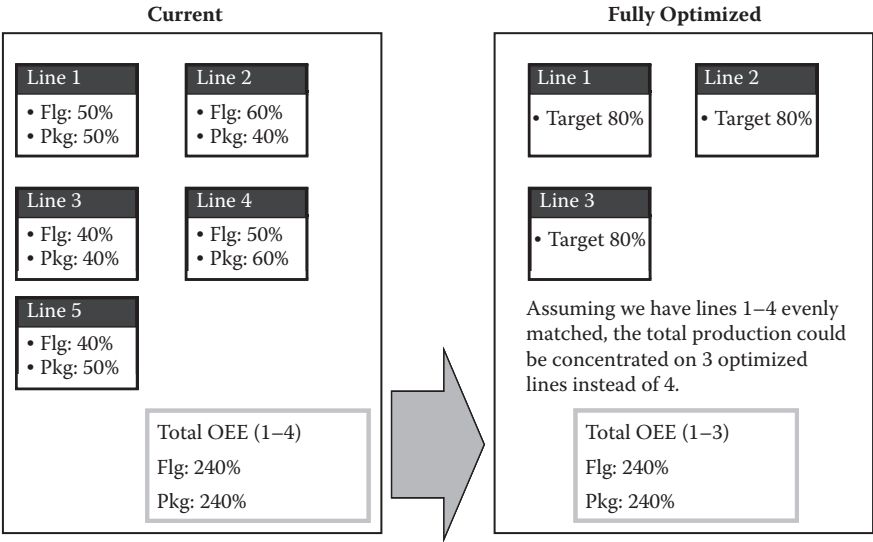 Current
Line 1
• Flg: 50%
• Pkg: 50%
Line 2
• Flg: 60%
• Pkg: 40%
Line 3
• Flg: 40%
• Pkg: 40%
Line 4
• Flg: 50%
• Pkg: 60%
Line 5
• Flg: 40%
• Pkg: 50%
Total OEE (1–4)
Flg: 240%
Pkg: 240%
Fully Optimized
Line 1
• Target 80%
Line 2
• Target 80%
Line 3
• Target 80%
Assuming we have lines 1–4 evenly
matched, the total production could
be concentrated on 3 optimized
lines instead of 4.
Total OEE (1–3)
Flg: 240%
Pkg: 240%